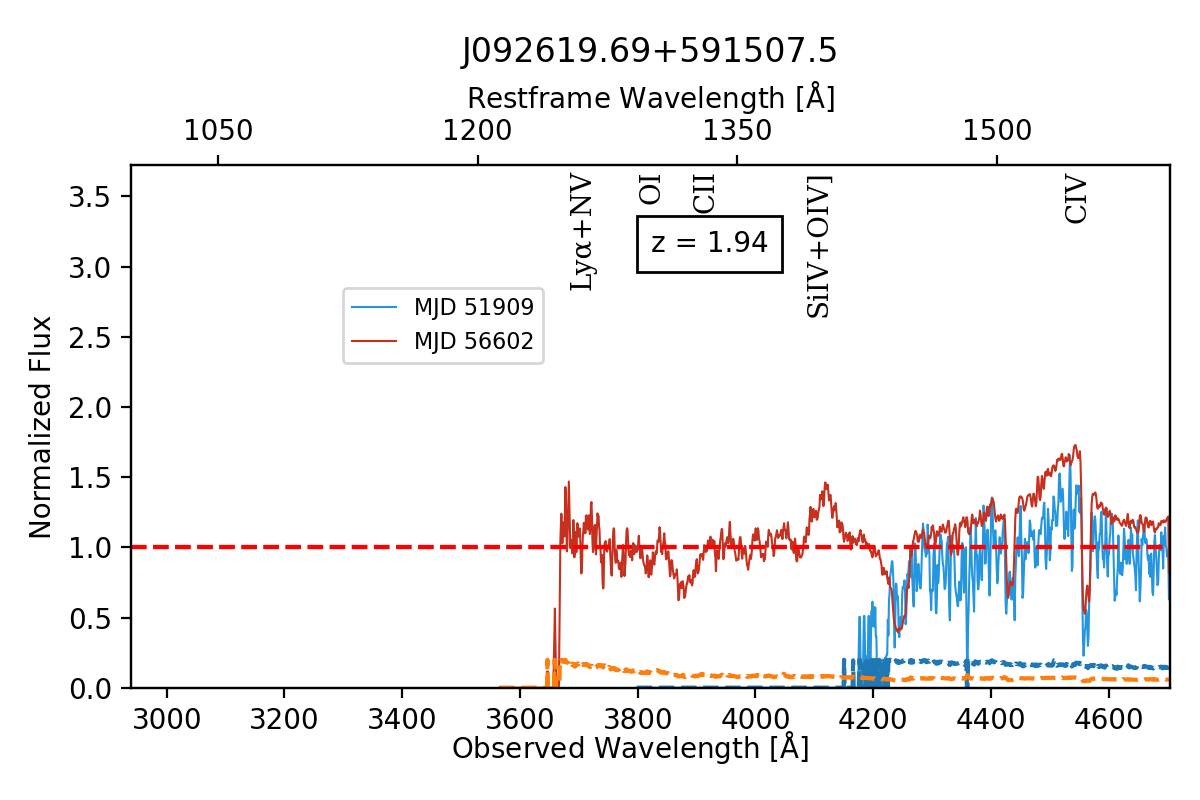 J092619.69+591507.5
Restframe Wavelength [Å]
1050 1200 1350 1500
Lyα+NV
OI
CII
SiIV+OIV]
CIV
z = 1.94
MJD 51909
MJD 56602
Normalized Flux
3.5
3.0
2.5
2.0
1.5
1.0
0.5
0.0
3000 3200 3400 3600 3800 4000 4200 4400 4600
Observed Wavelength [Å]